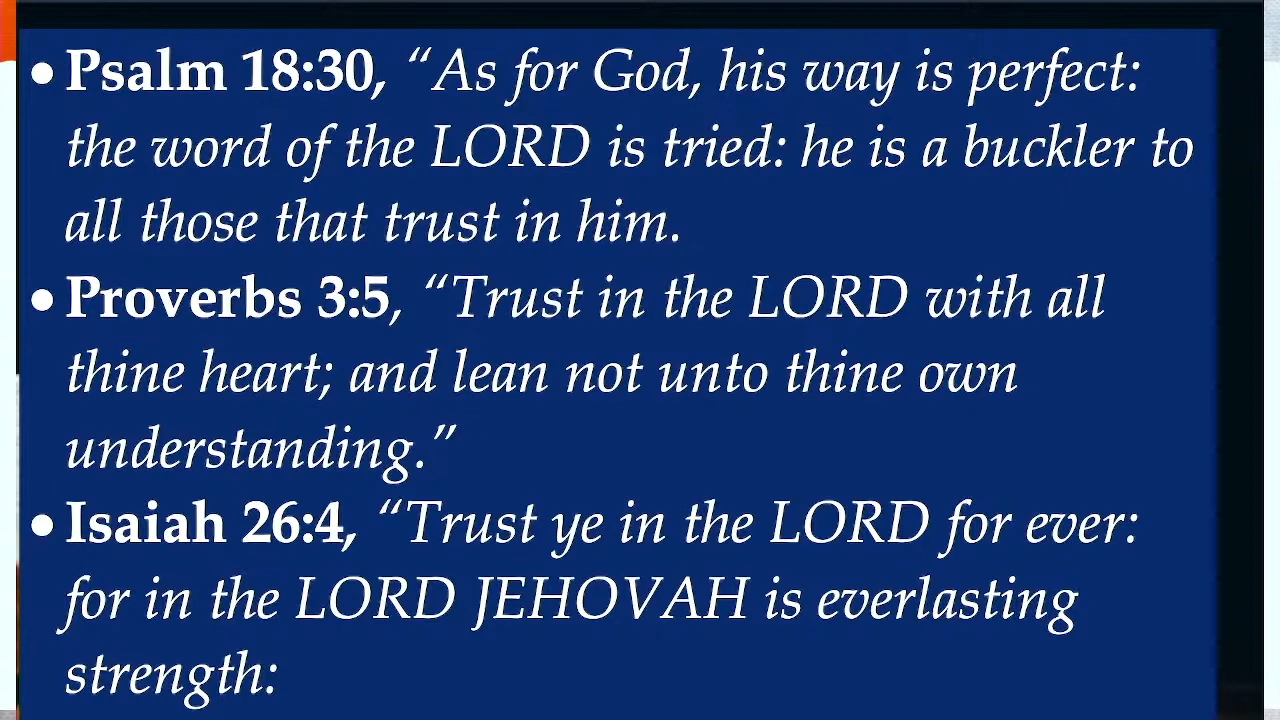 • Psalm 18:30, “As for God, his way is perfect:
the word of the LORD is tried: he is a buckler to
all those that trust in him.
• Proverbs 3:5, “Trust in the LORD with all
thine heart; and lean not unto thine own
understanding.”
• Isaiah 26:4, “Trust ye in the LORD for ever:
for in the LORD JEHOVAH is everlasting
strength: